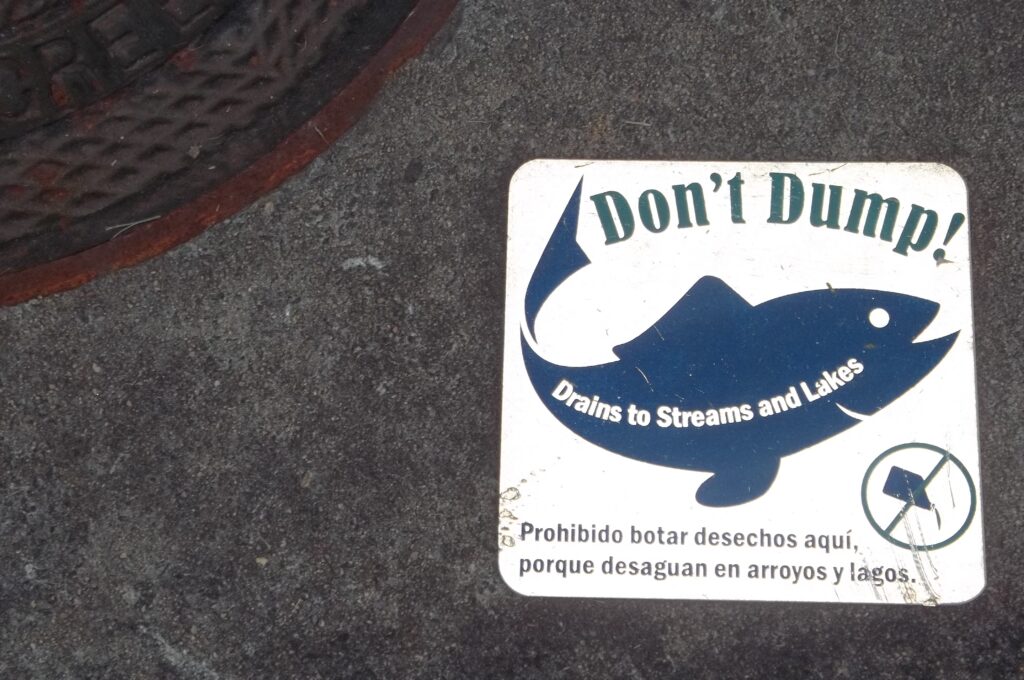 Don't Dump!
Drains to Streams and Lakes
Prohibido botar desechos aquí,
porque desaguan en arroyos y lagos.